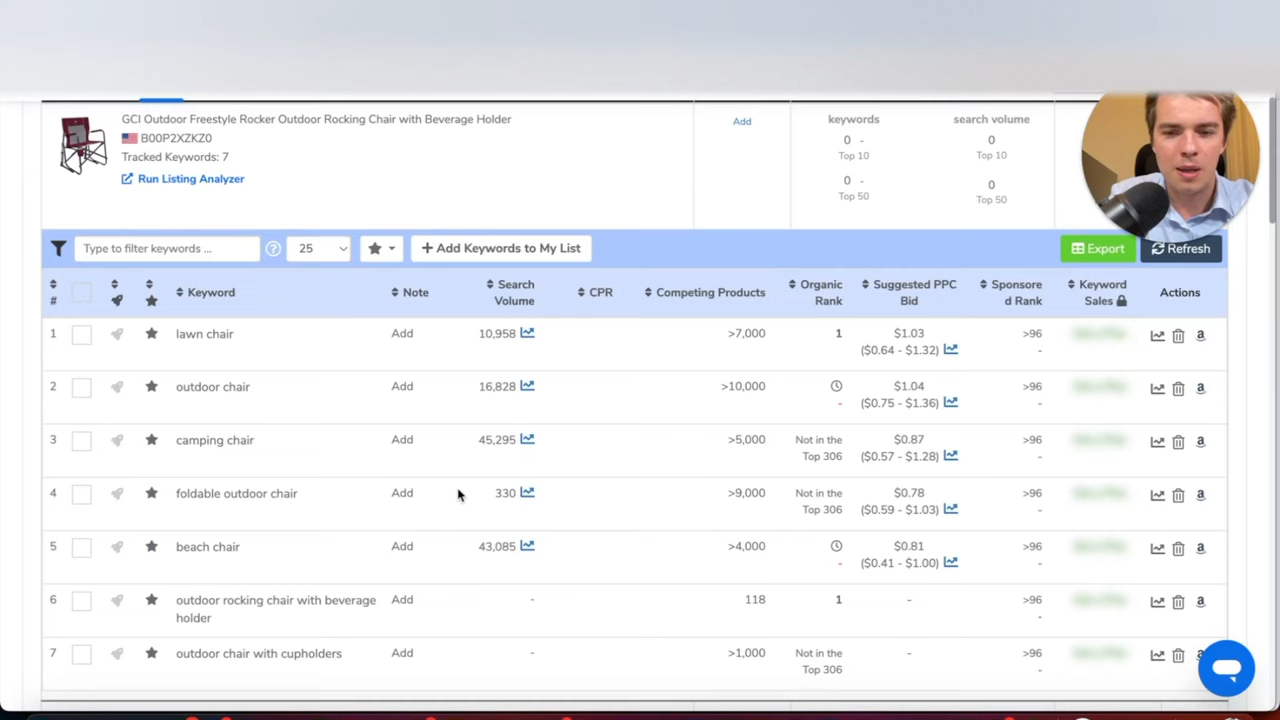 GCI Outdoor Freestyle Rocker Outdoor Rocking Chair with Beverage Holder
B00P2XZKZ0
Tracked Keywords: 7
Run Listing Analyzer
Add
keywords
0 -
Top 10
0 -
Top 50
search volume
0
Top 10
0
Top 50
Type to filter keywords ...
25
+ Add Keywords to My List
Export
Refresh
#
Keyword
Note
Search Volume
CPR
Competing Products
Organic Rank
Suggested PPC Bid
Sponsore d Rank
Keyword Sales
Actions
1 lawn chair Add 10,958 >7,000 1 $1.03 >96
($0.64 - $1.32) -
2 outdoor chair Add 16,828 >10,000 $1.04 >96
- ($0.75 - $1.36) -
3 camping chair Add 45,295 >5,000 Not in the $0.87 >96
Top 306 ($0.57 - $1.28) -
4 foldable outdoor chair Add 330 >9,000 Not in the $0.78 >96
Top 306 ($0.59 - $1.03) -
5 beach chair Add 43,085 >4,000 $0.81 >96
- ($0.41 - $1.00) -
6 outdoor rocking chair with beverage Add - 118 1 - >96
holder -
7 outdoor chair with cupholders Add - >1,000 Not in the - >96
Top 306 -